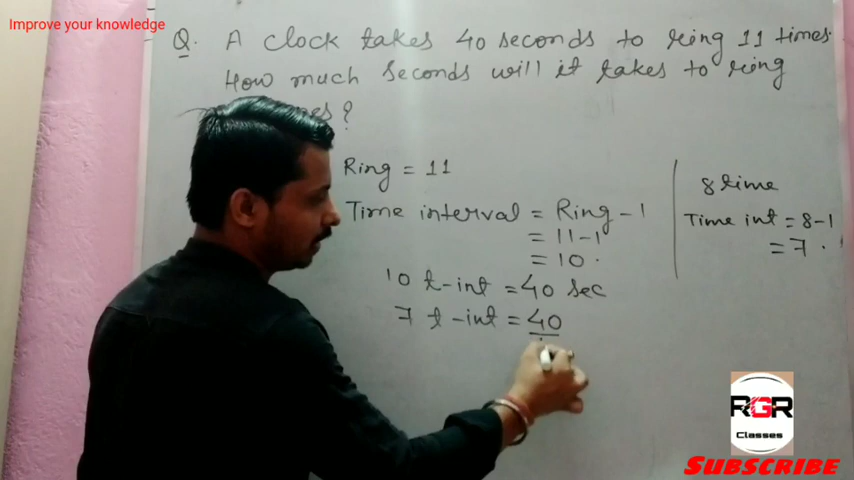 Improve your knowledge
Q. A clock takes 40 seconds to ring 11 times.
How much seconds will it takes to ring
?
Ring = 11
Time interval = Ring - 1
= 11-1
= 10.
10 t-int = 40 sec
7 t-int = 40
8 time
Time int = 8-1
= 7.
RGR
Classes
SUBSCRIBE